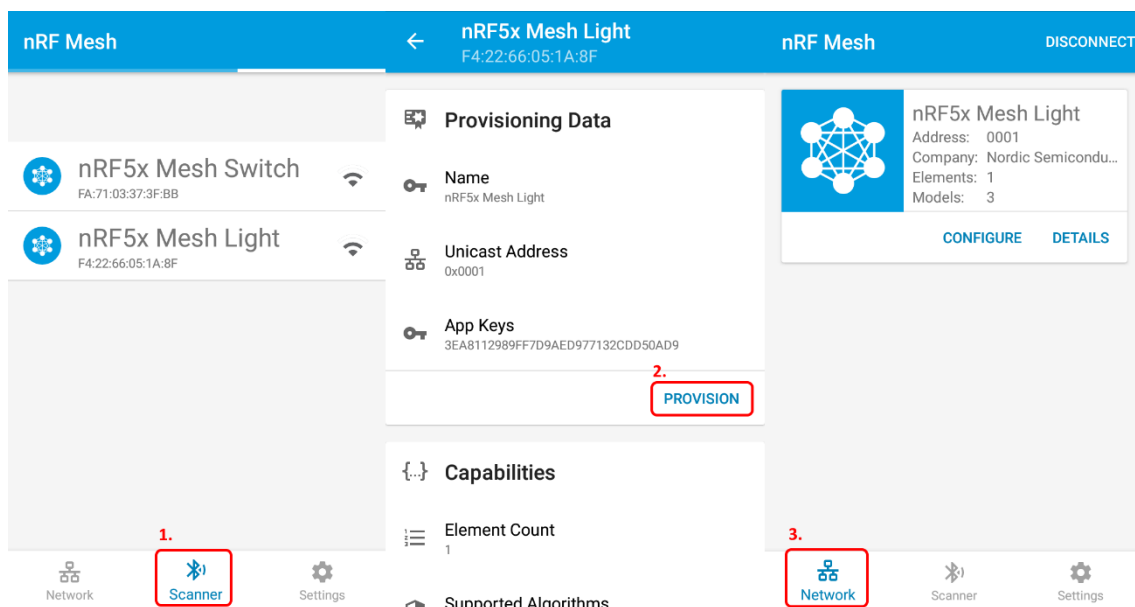 nRF Mesh
nRF5x Mesh Switch
FA:71:03:37:3F:BB
nRF5x Mesh Light
F4:22:66:05:1A:8F
1.
Network
Scanner
Settings
nRF5x Mesh Light
F4:22:66:05:1A:8F
Provisioning Data
Name
nRF5x Mesh Light
Unicast Address
0x0001
App Keys
3EA8112989FF7D9AED977132CDD50AD9
2.
PROVISION
{...} Capabilities
Element Count
1
Supported Algorithms
nRF Mesh DISCONNECT
nRF5x Mesh Light
Address: 0001
Company: Nordic Semicondu...
Elements: 1
Models: 3
CONFIGURE DETAILS
3.
Network
Scanner
Settings